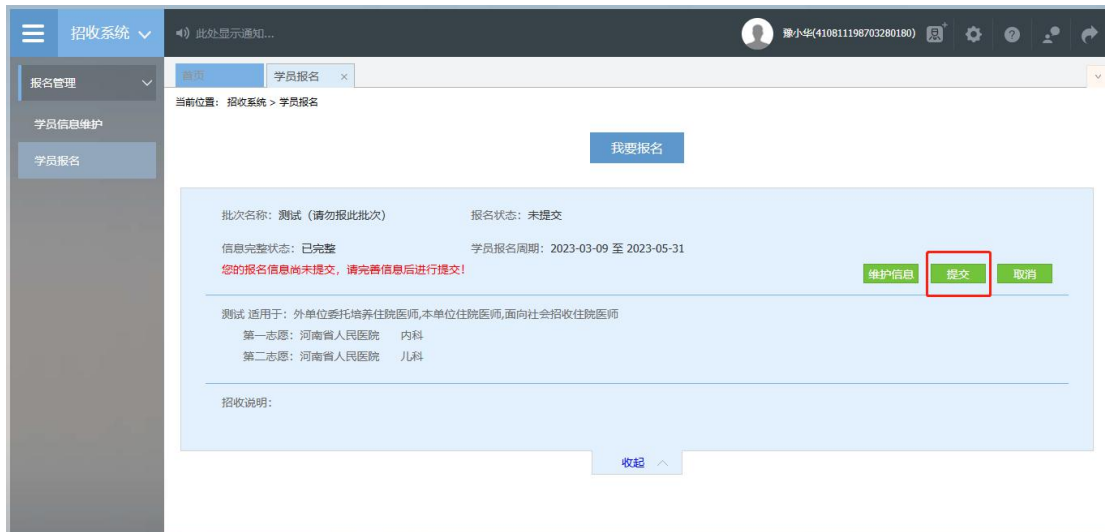 招收系统
此处显示通知...
豫小华(410811198703280180)
报名管理
学员信息维护
学员报名
首页
学员报名 ×
当前位置： 招收系统 > 学员报名
我要报名
批次名称：测试（请勿报此批次） 报名状态：未提交
信息完整状态：已完整 学员报名周期：2023-03-09 至 2023-05-31
您的报名信息尚未提交，请完善信息后进行提交！
维护信息 提交 取消
测试 适用于：外单位委托培养住院医师,本单位住院医师,面向社会招收住院医师
第一志愿：河南省人民医院 内科
第二志愿：河南省人民医院 儿科
招收说明：
收起